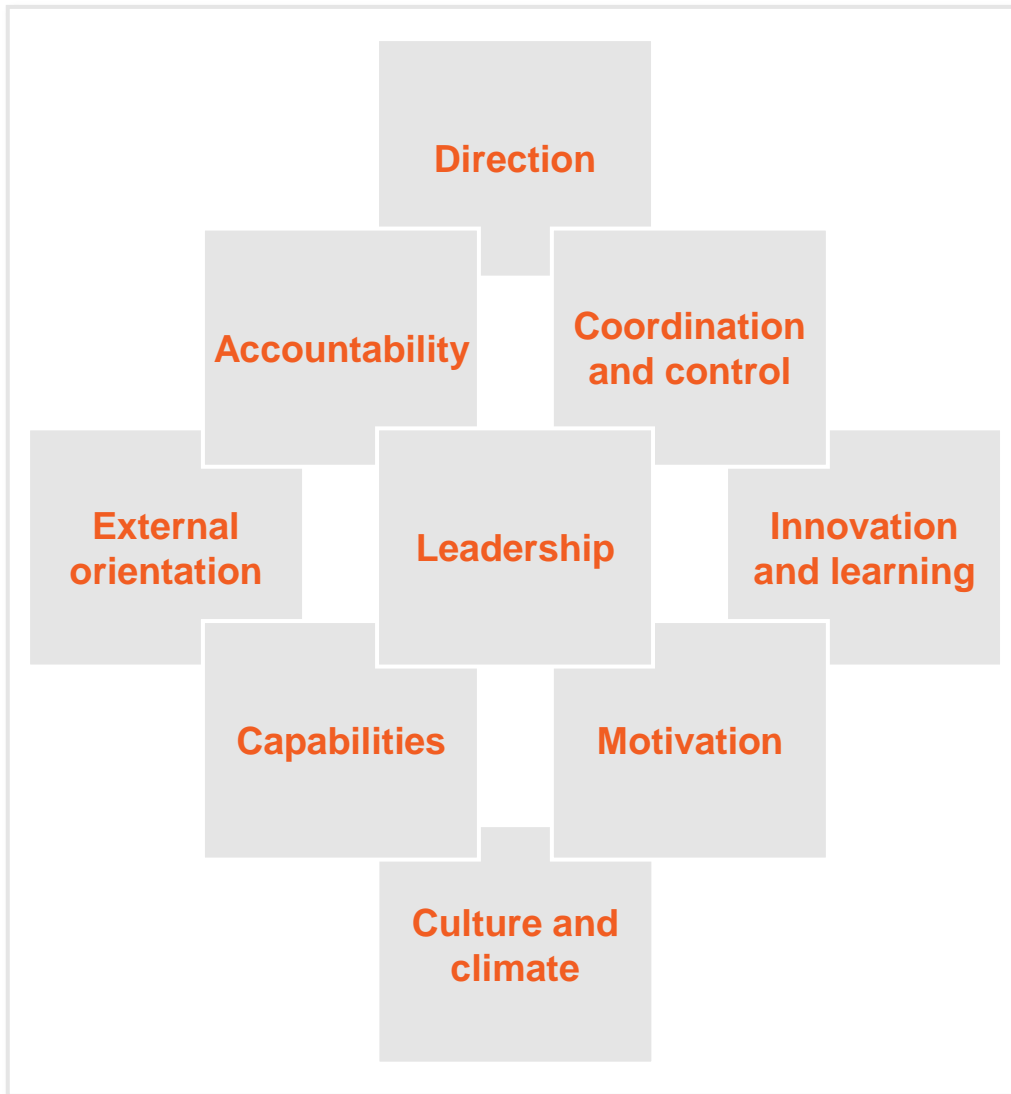 Direction
Accountability
Coordination
and control
External
orientation
Leadership
Innovation
and learning
Capabilities
Motivation
Culture and
climate